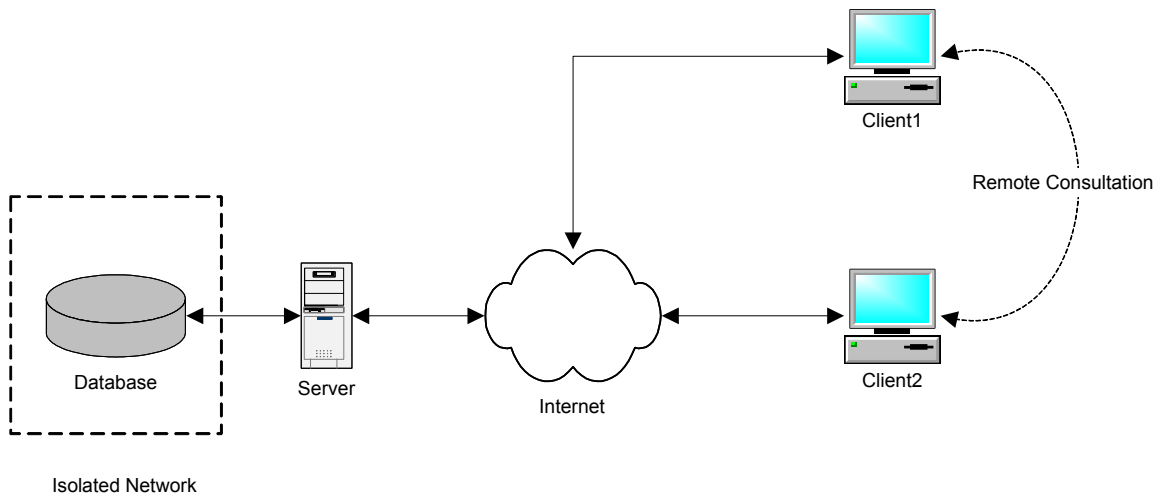 Client1
Remote Consultation
Database
Server
Internet
Client2
Isolated Network